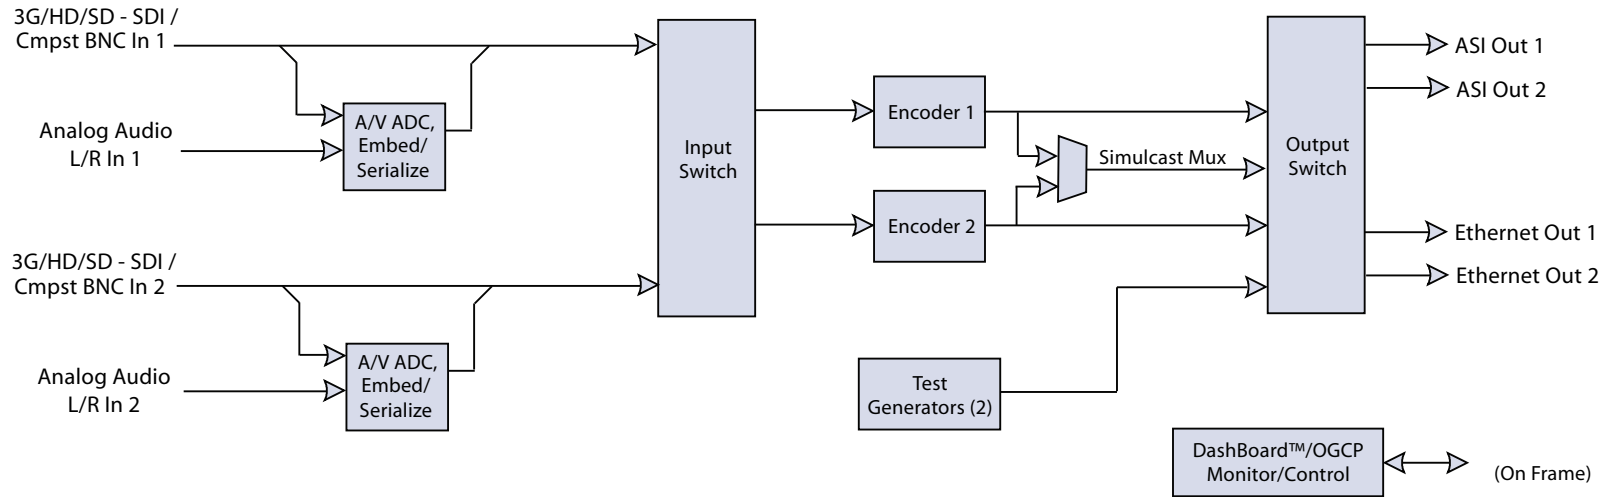 3G/HD/SD - SDI /
Cmpst BNC In 1
Analog Audio
L/R In 1
A/V ADC,
Embed/
Serialize
3G/HD/SD - SDI /
Cmpst BNC In 2
Analog Audio
L/R In 2
A/V ADC,
Embed/
Serialize
Input
Switch
Encoder 1
Encoder 2
Simulcast Mux
Test
Generators (2)
Output
Switch
ASI Out 1
ASI Out 2
Ethernet Out 1
Ethernet Out 2
DashBoard™/OGCP
Monitor/Control
(On Frame)